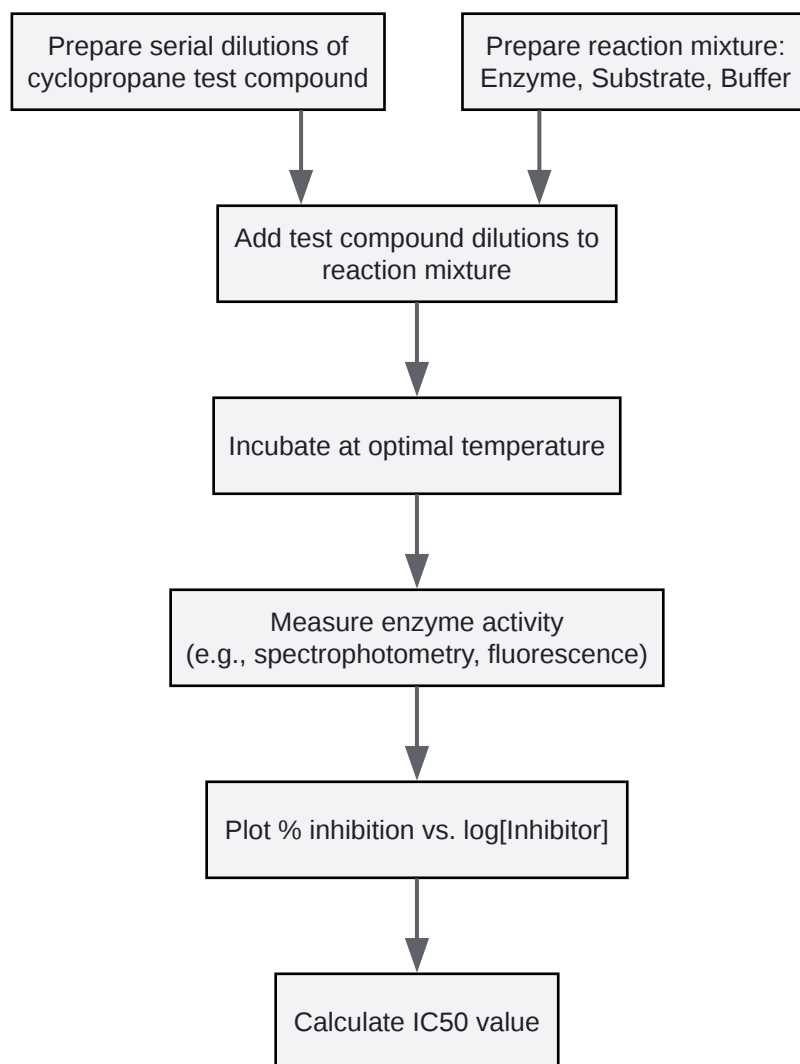 Prepare serial dilutions of
cyclopropane test compound
Prepare reaction mixture:
Enzyme, Substrate, Buffer
Add test compound dilutions to
reaction mixture
Incubate at optimal temperature
Measure enzyme activity
(e.g., spectrophotometry, fluorescence)
Plot % inhibition vs. log[Inhibitor]
Calculate IC50 value